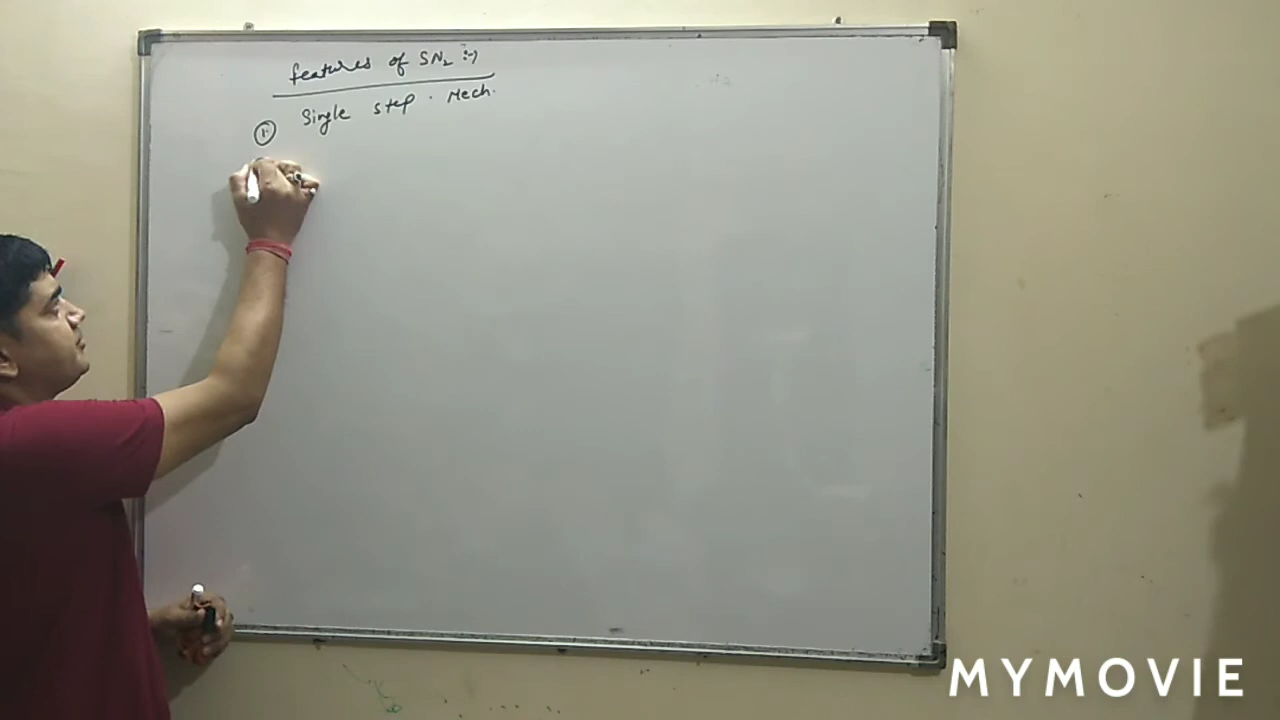 features of SN₂ :-)
① Single step. Mech.
MYMOVIE